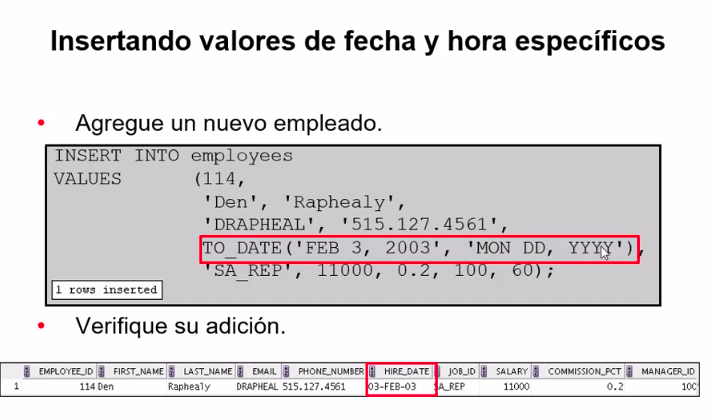 Insertando valores de fecha y hora específicos
• Agregue un nuevo empleado.
INSERT INTO employees
VALUES (114,
'Den', 'Raphealy',
'DRAPHEAL', '515.127.4561',
TO_DATE('FEB 3, 2003', 'MON DD, YYYY'),
'SA_REP', 11000, 0.2, 100, 60);
1 rows inserted
• Verifique su adición.
EMPLOYEE_ID FIRST_NAME LAST_NAME EMAIL PHONE_NUMBER HIRE_DATE JOB_ID SALARY COMMISSION_PCT MANAGER_ID
1 114 Den Raphealy DRAPHEAL 515.127.4561 03-FEB-03 SA_REP 11000 0.2 100